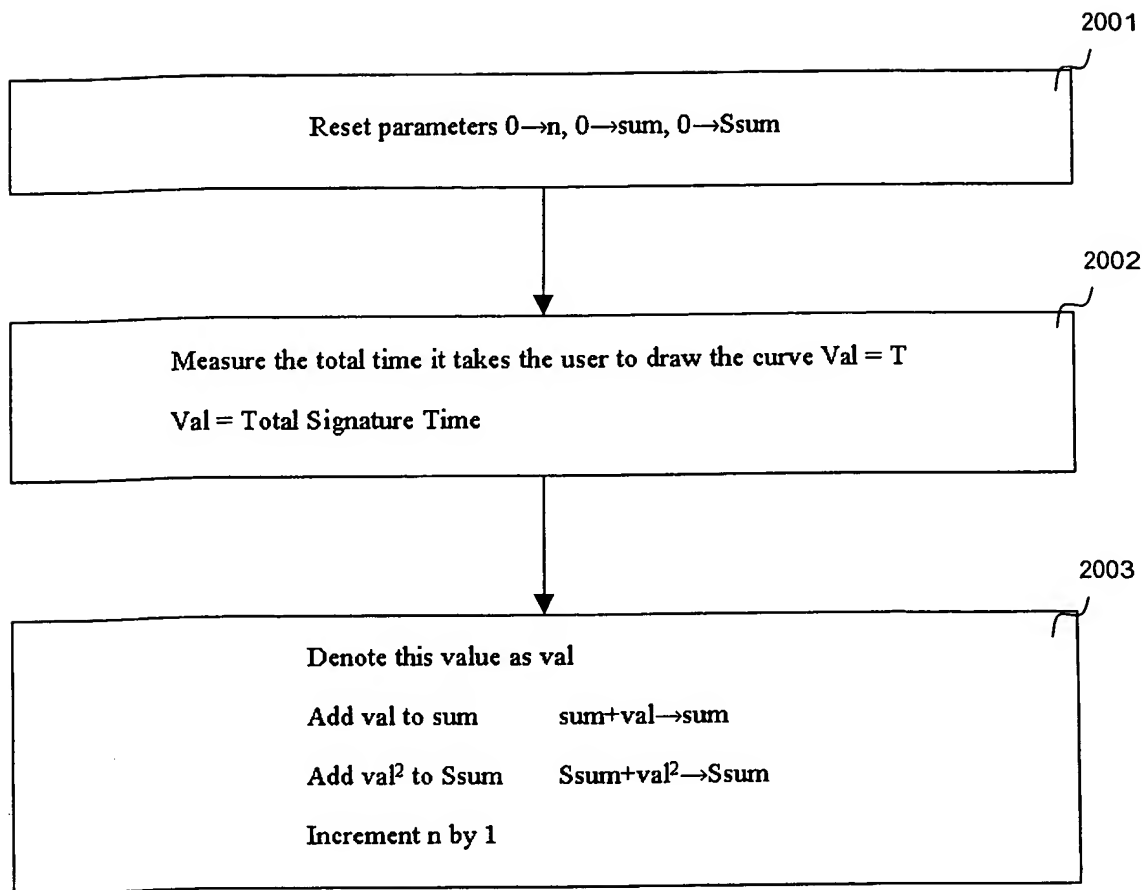 2001
Reset parameters 0→n, 0→sum, 0→Ssum
2002
Measure the total time it takes the user to draw the curve Val = T
Val = Total Signature Time
2003
Denote this value as val
Add val to sum sum+val→sum
Add val² to Ssum Ssum+val²→Ssum
Increment n by 1